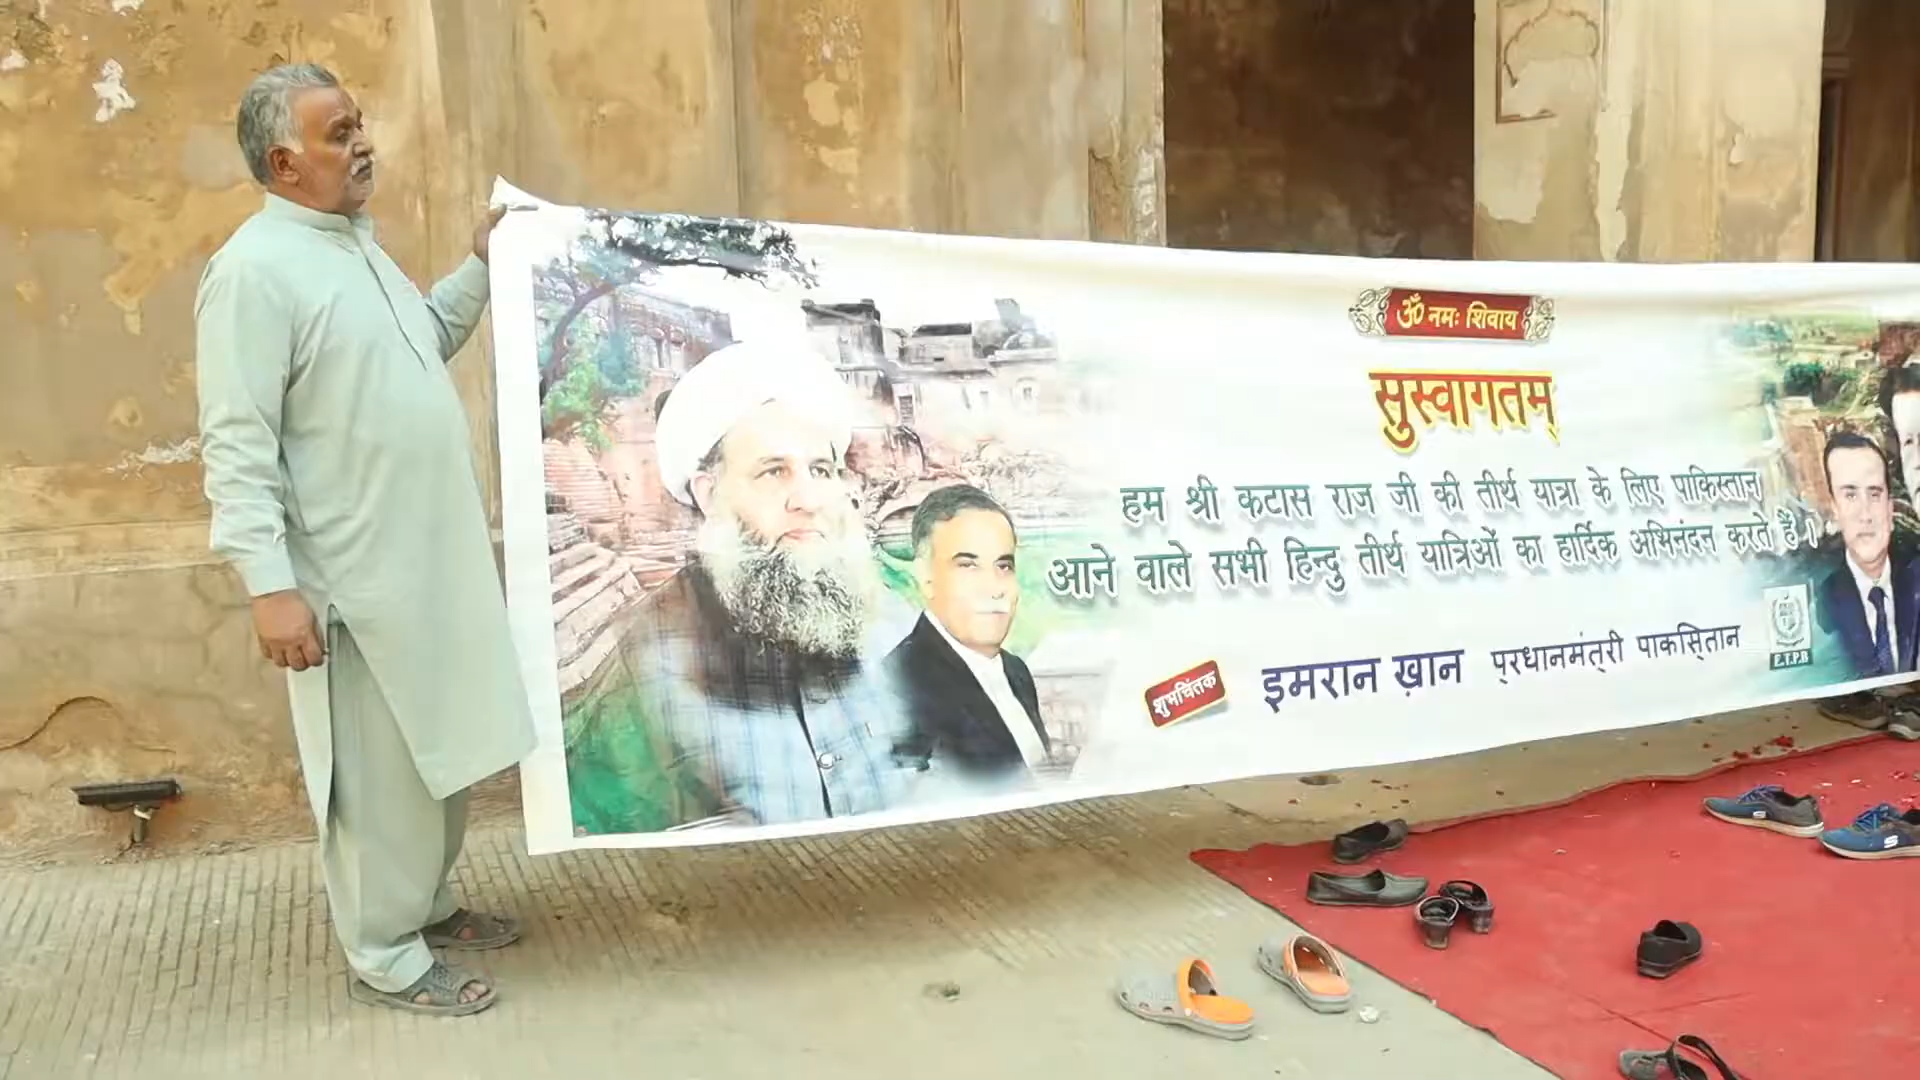 ॐ नमः शिवाय
सुस्वागतम्
हम श्री कटास राज जी की तीर्थ यात्रा के लिए पाकिस्तान
आने वाले सभी हिन्दु तीर्थ यात्रिओं का हार्दिक अभिनंदन करते हैं।
शुभचिंतक
इमरान ख़ान प्रधानमंत्री पाकिस्तान
E.T.P.B